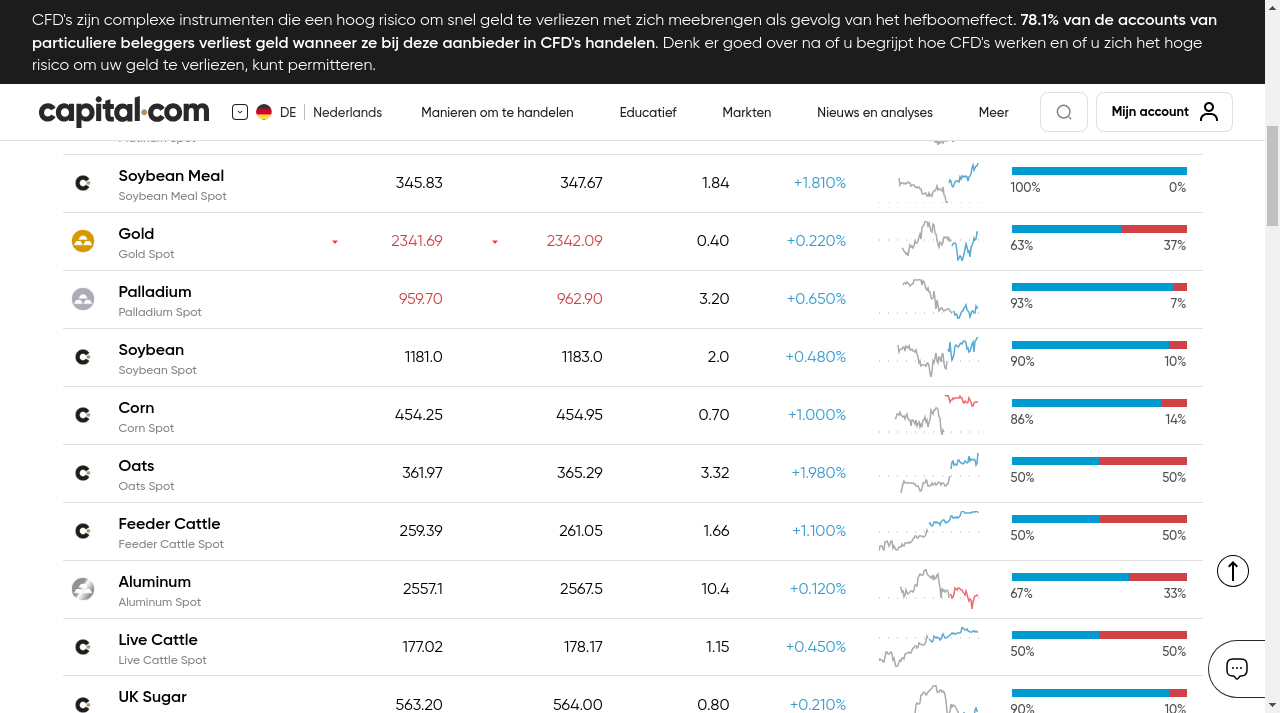 CFD's zijn complexe instrumenten die een hoog risico om snel geld te verliezen met zich meebrengen als gevolg van het hefboomeffect. 78.1% van de accounts van
particuliere beleggers verliest geld wanneer ze bij deze aanbieder in CFD's handelen. Denk er goed over na of u begrijpt hoe CFD's werken en of u zich het hoge
risico om uw geld te verliezen, kunt permitteren.
capital.com DE Nederlands Manieren om te handelen Educatief Markten Nieuws en analyses Meer Mijn account
Soybean Meal 345.83 347.67 1.84 +1.810%
Soybean Meal Spot 100% 0%
Gold 2341.69 2342.09 0.40 +0.220%
Gold Spot 63% 37%
Palladium 959.70 962.90 3.20 +0.650%
Palladium Spot 93% 7%
Soybean 1181.0 1183.0 2.0 +0.480%
Soybean Spot 90% 10%
Corn 454.25 454.95 0.70 +1.000%
Corn Spot 86% 14%
Oats 361.97 365.29 3.32 +1.980%
Oats Spot 50% 50%
Feeder Cattle 259.39 261.05 1.66 +1.100%
Feeder Cattle Spot 50% 50%
Aluminum 2557.1 2567.5 10.4 +0.120%
Aluminum Spot 67% 33%
Live Cattle 177.02 178.17 1.15 +0.450%
Live Cattle Spot 50% 50%
UK Sugar 563.20 564.00 0.80 +0.210%
90% 10%